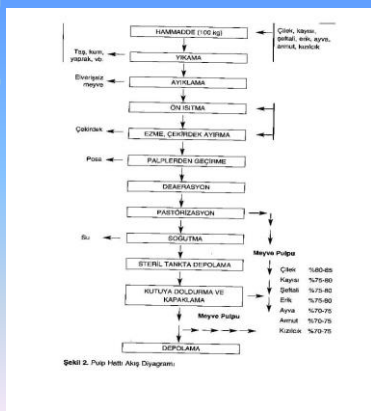 HAMMADDE (100 kg)
Çilek, kayısı,
şeftali, erik, ayva,
armut, kızılcık
Taş, kum,
yaprak, vb.
YIKAMA
Elverişsiz
meyve
AYIKLAMA
ÖN ISITMA
Çekirdek
EZME, ÇEKİRDEK AYIRMA
Posa
PALPLERDEN GEÇİRME
DEAERASYON
PASTÖRİZASYON
Su
SOĞUTMA
Meyve Pulpu
STERİL TANKTA DEPOLAMA
Çilek %80-85
Kayısı %75-80
Şeftali %75-80
Erik %75-80
Ayva %70-75
Armut %70-75
Kızılcık %70-75
KUTUYA DOLDURMA VE
KAPAKLAMA
Meyve Pulpu
DEPOLAMA
Şekil 2. Pulp Hattı Akış Diyagramı